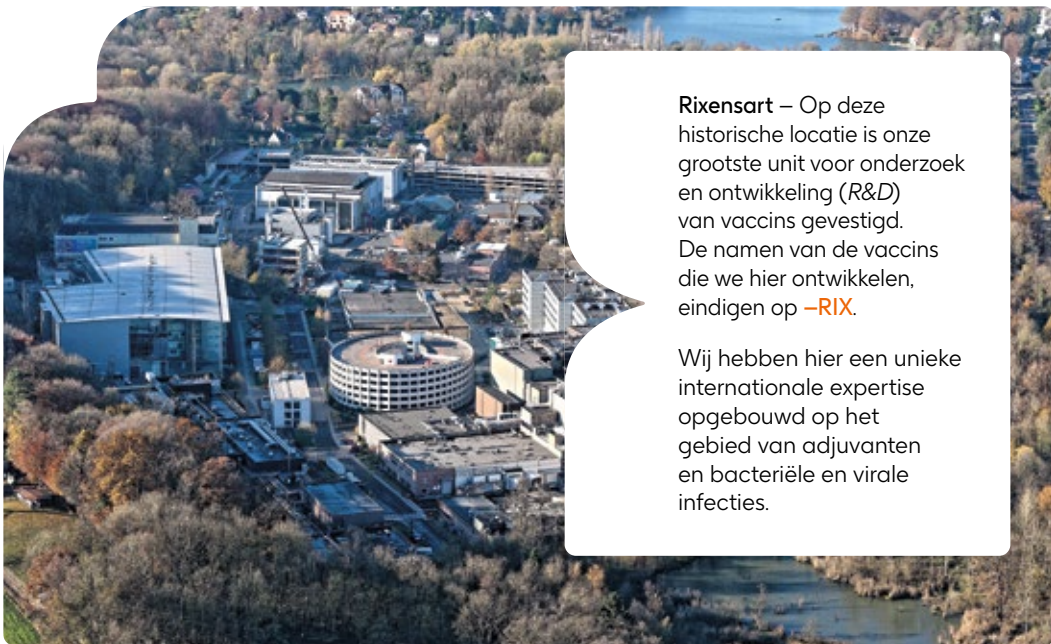 Rixensart – Op deze
historische locatie is onze
grootste unit voor onderzoek
en ontwikkeling (R&D)
van vaccins gevestigd.
De namen van de vaccins
die we hier ontwikkelen,
eindigen op –RIX.
Wij hebben hier een unieke
internationale expertise
opgebouwd op het
gebied van adjuvanten
en bacteriële en virale
infecties.